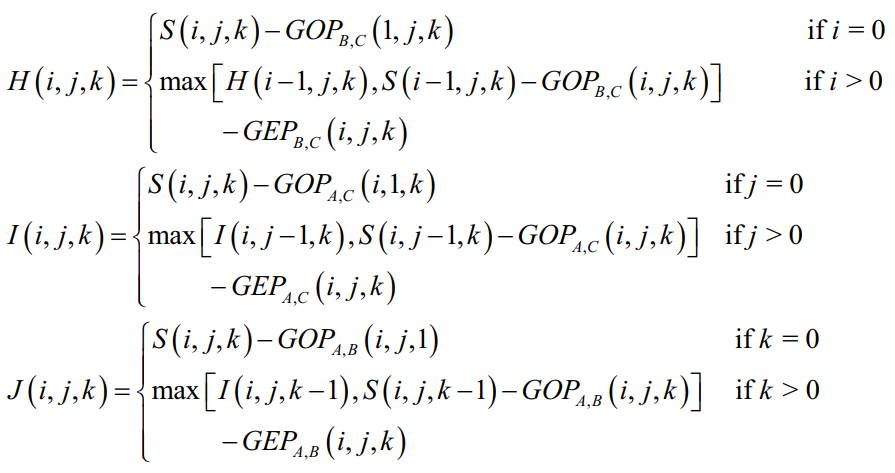 S(i,j,k)−GOP_{B,C}(1,j,k) if i = 0
H(i,j,k)= max[H(i−1,j,k),S(i−1,j,k)−GOP_{B,C}(i,j,k)] if i > 0
−GEP_{B,C}(i,j,k)
S(i,j,k)−GOP_{A,C}(i,1,k) if j = 0
I(i,j,k)= max[I(i,j−1,k),S(i,j−1,k)−GOP_{A,C}(i,j,k)] if j > 0
−GEP_{A,C}(i,j,k)
S(i,j,k)−GOP_{A,B}(i,j,1) if k = 0
J(i,j,k)= max[I(i,j,k−1),S(i,j,k−1)−GOP_{A,B}(i,j,k)] if k > 0
−GEP_{A,B}(i,j,k)